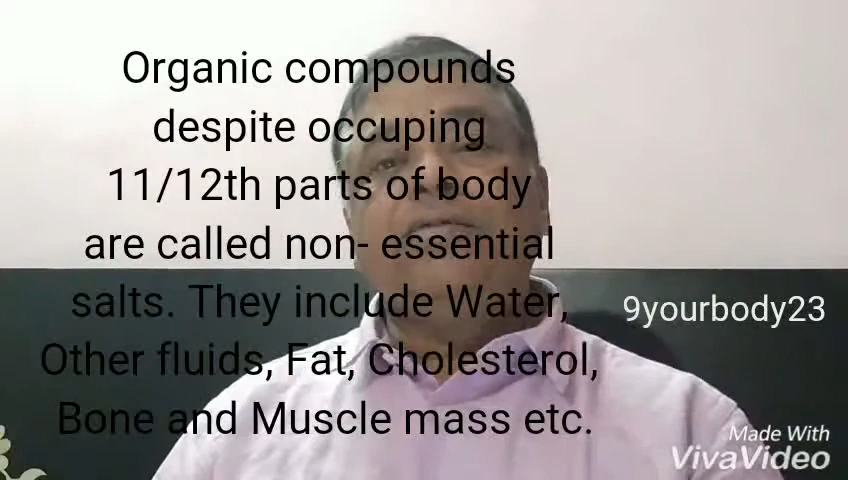 Organic compounds
despite occuping
11/12th parts of body
are called non- essential
salts. They include Water,
Other fluids, Fat, Cholesterol,
Bone and Muscle mass etc.
9yourbody23
Made With
VivaVideo